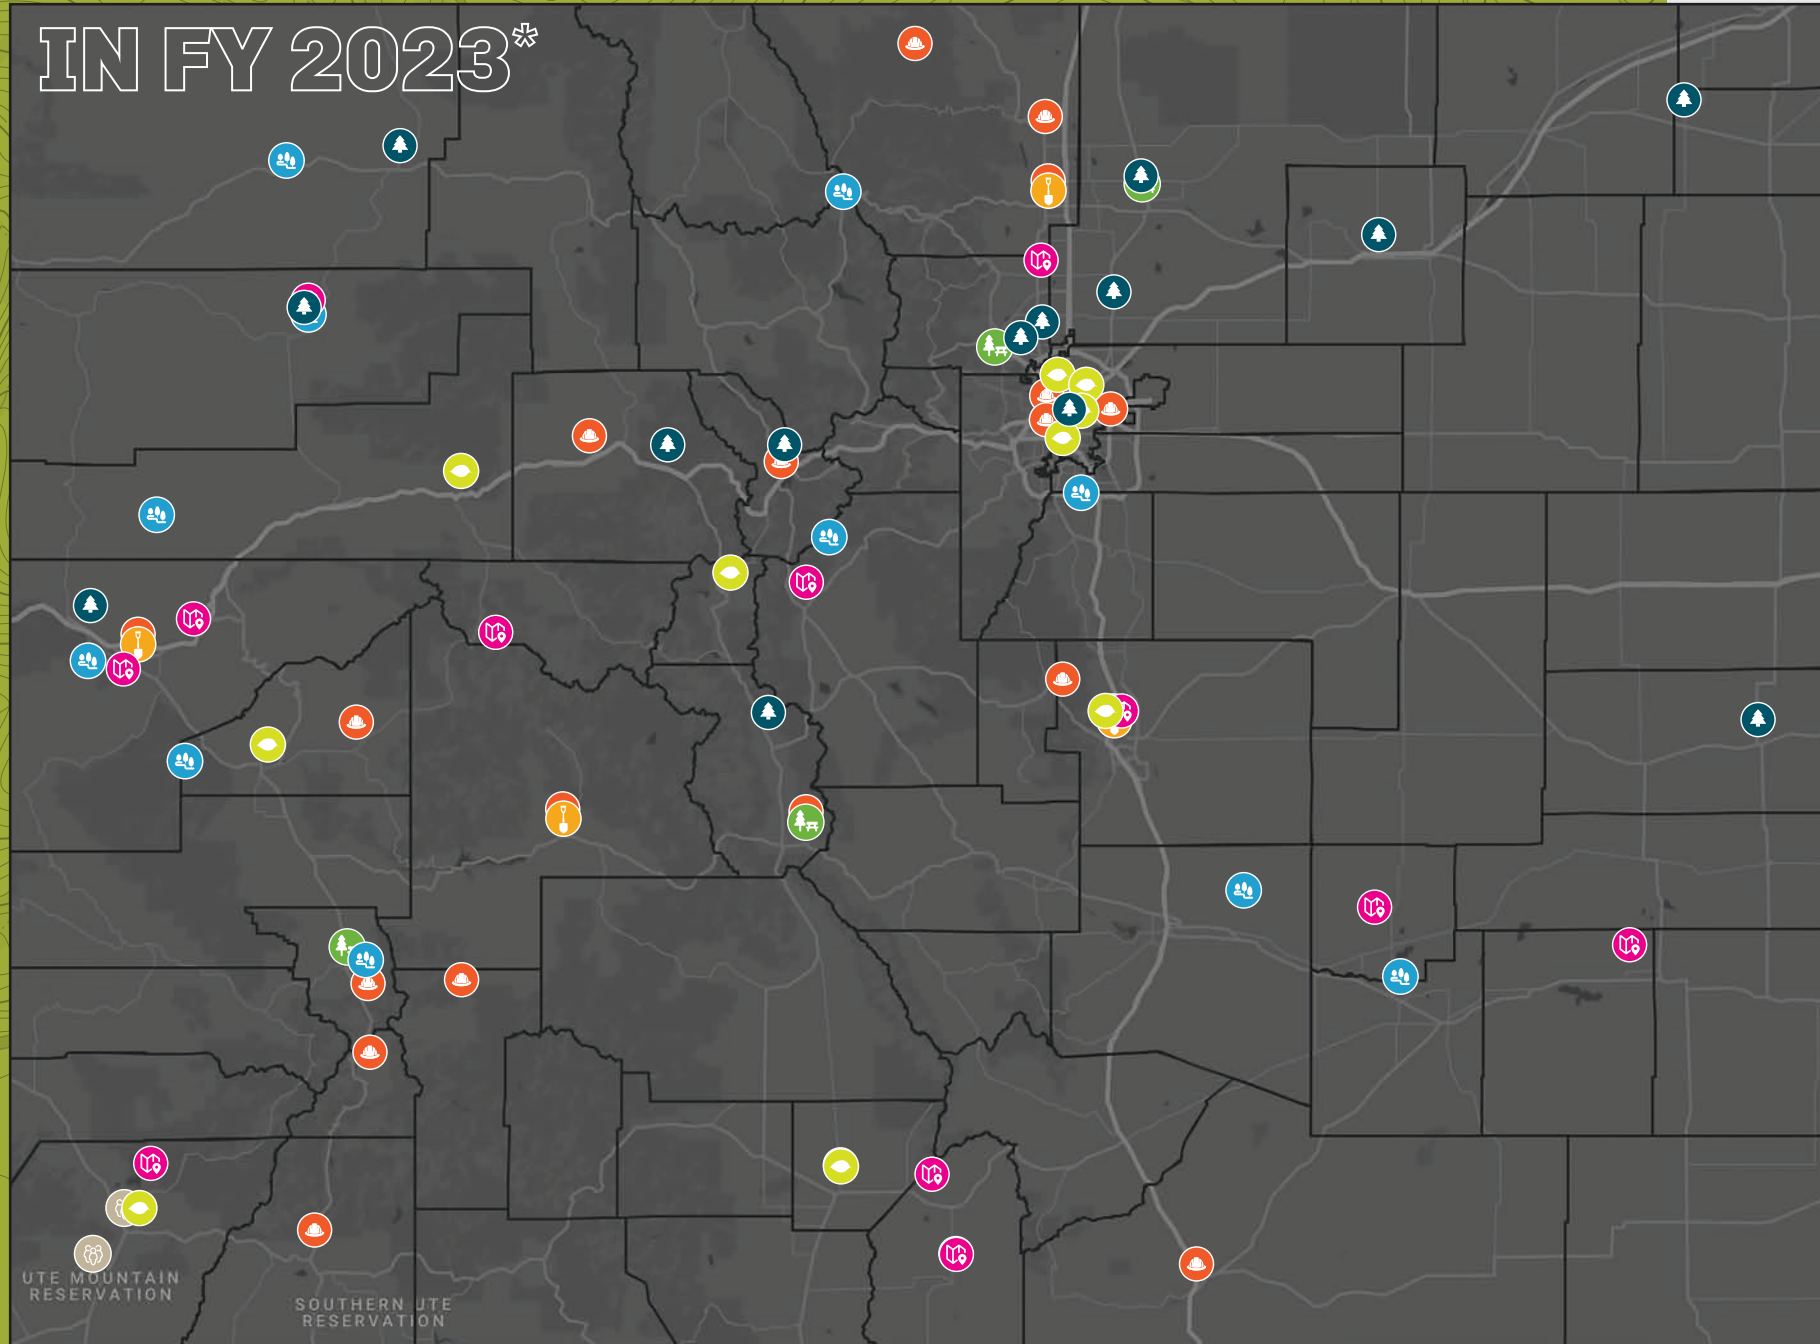 IN FY 2023*
UTE MOUNTAIN
RESERVATION
SOUTHERN UTE
RESERVATION